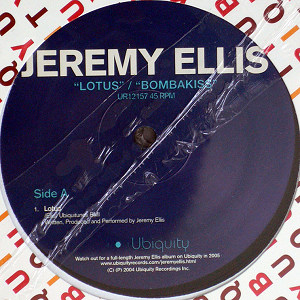 JEREMY ELLIS
"LOTUS" / "BOMBAKISS"
UR12157 45 RPM
Side A
1. Lotus
Written, Produced and Performed by Jeremy Ellis
Ubiquity
Watch out for a full-length Jeremy Ellis album on Ubiquity in 2005
www.ubiquityrecords.com/jeremyellis.html
(C) (P) 2004 Ubiquity Recordings Inc.